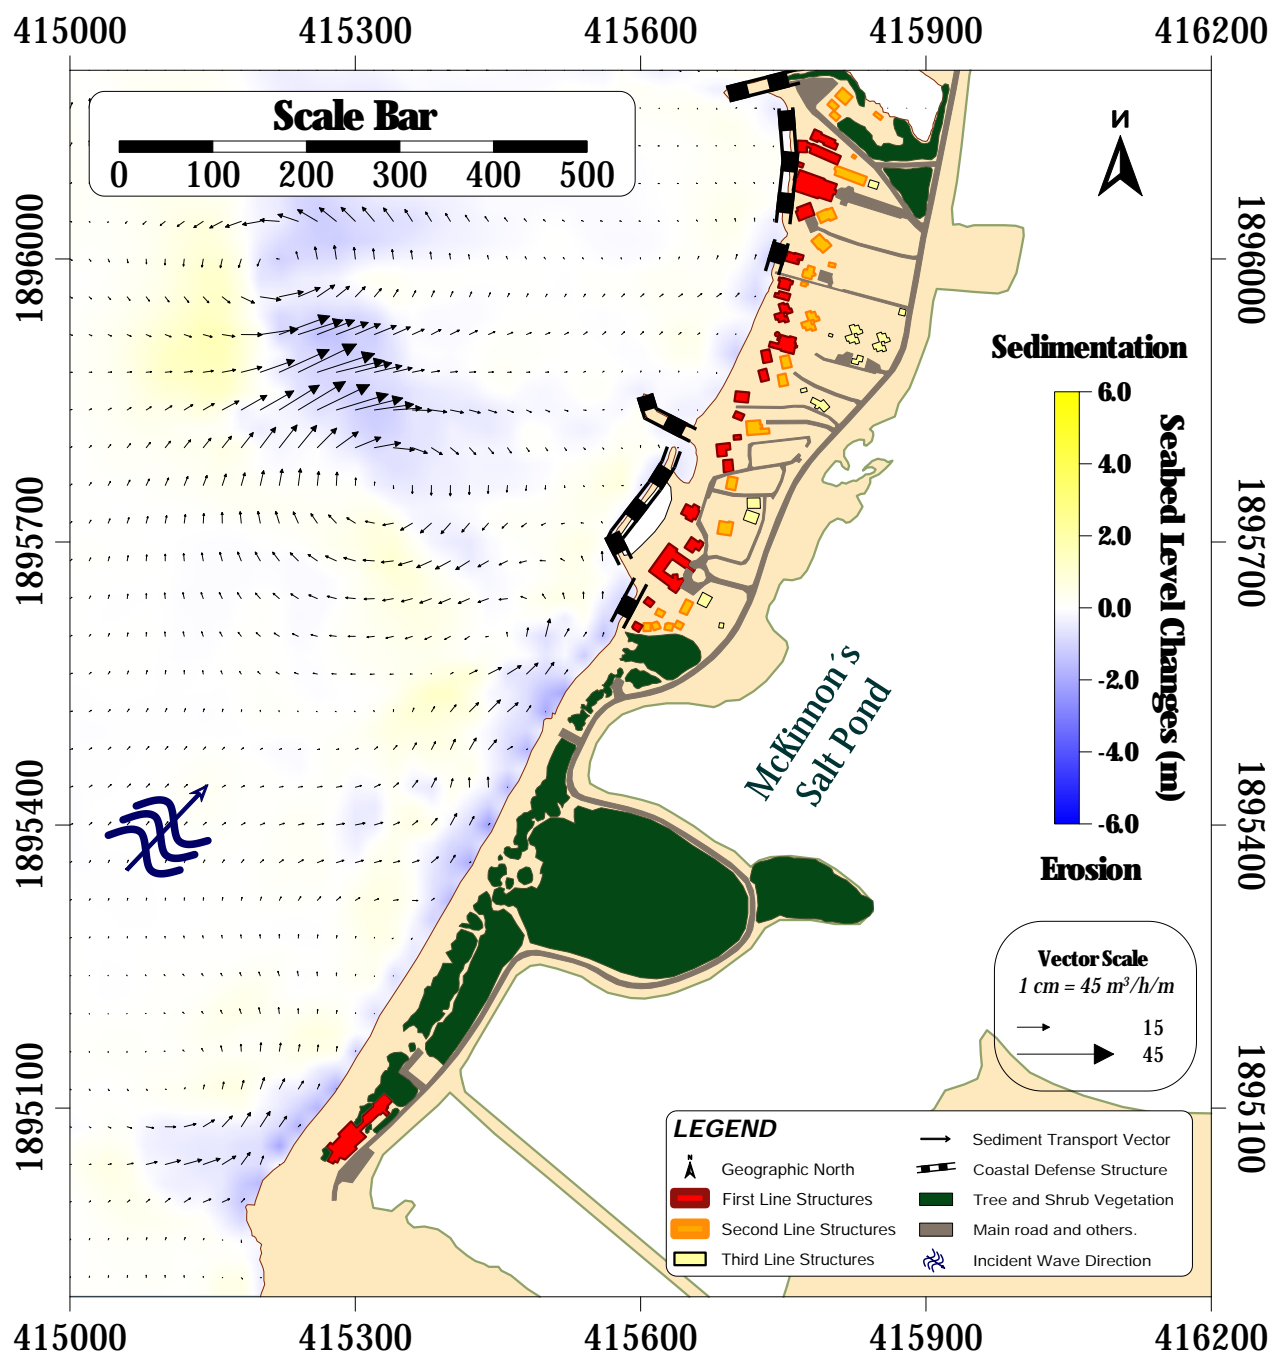 415000 415300 415600 415900 416200
Scale Bar
0 100 200 300 400 500
N
1896000
1895700
1895400
1895100
1896000
1895700
1895400
1895100
Sedimentation
6.0
4.0
2.0
0.0
-2.0
-4.0
-6.0
Seabed Level Changes (m)
Erosion
McKinnon´s
Salt Pond
Vector Scale
1 cm = 45 m³/h/m
15
45
LEGEND
N
Geographic North
First Line Structures
Second Line Structures
Third Line Structures
Sediment Transport Vector
Coastal Defense Structure
Tree and Shrub Vegetation
Main road and others.
Incident Wave Direction
415000 415300 415600 415900 416200